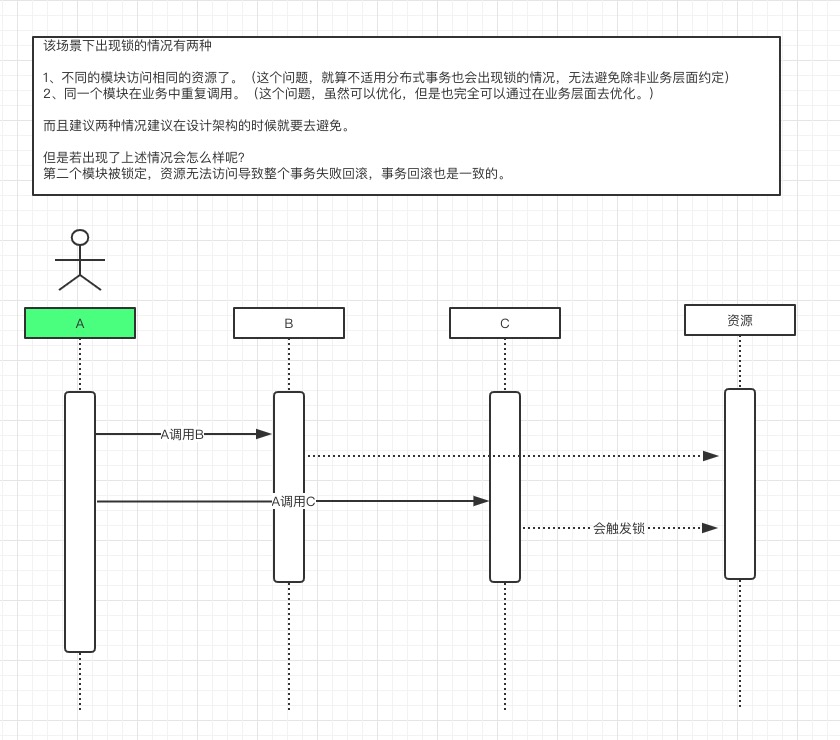 该场景下出现锁的情况有两种
1、不同的模块访问相同的资源了。（这个问题，就算不适用分布式事务也会出现锁的情况，无法避免除非业务层面约定）
2、同一个模块在业务中重复调用。（这个问题，虽然可以优化，但是也完全可以通过在业务层面去优化。）
而且建议两种情况建议在设计架构的时候就要去避免。
但是若出现了上述情况会怎么样呢?
第二个模块被锁定，资源无法访问导致整个事务失败回滚，事务回滚也是一致的。
A
B
C
资源
A调用B
A调用C
会触发锁